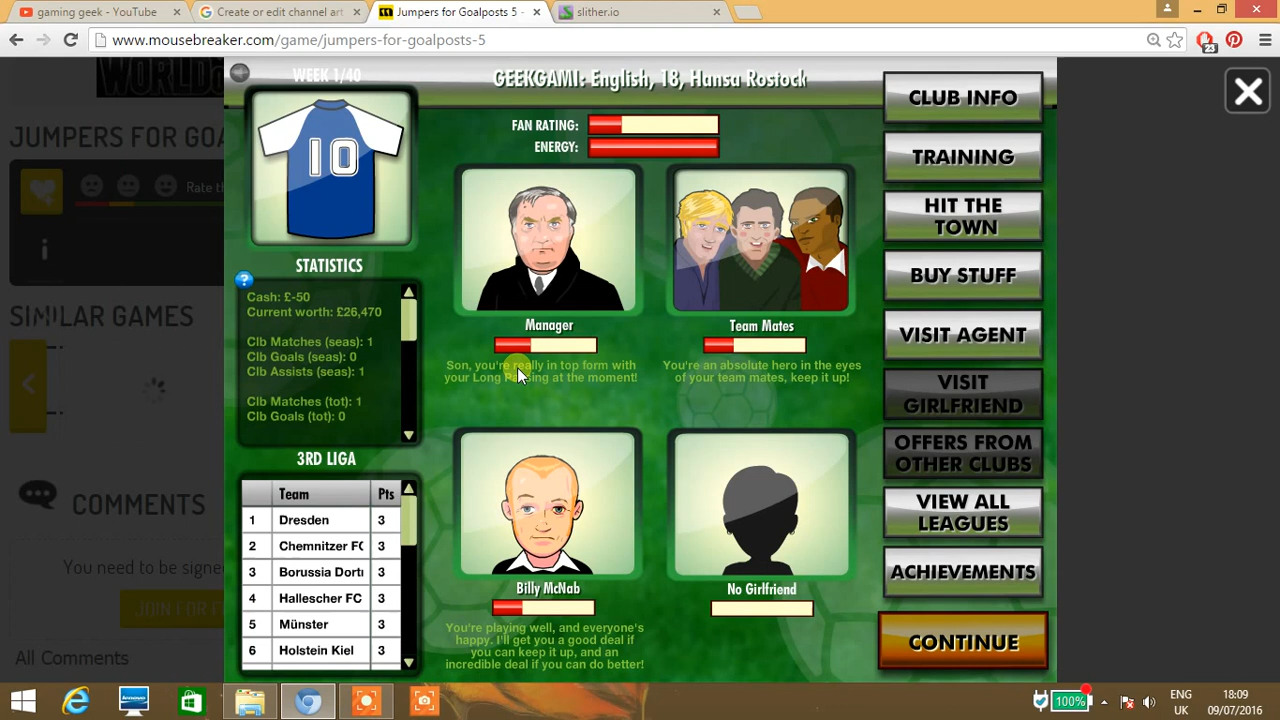 gaming geek - YouTube
Create or edit channel art
Jumpers for Goalposts 5 -
slither.io
www.mousebreaker.com/game/jumpers-for-goalposts-5
23
WEEK 1/40
GEEKGAMI: English, 18, Hansa Rostock
CLUB INFO
JUMPERS FOR GOA
10
FAN RATING:
ENERGY:
TRAINING
Rate th
HIT THE
TOWN
i
STATISTICS
?
BUY STUFF
Cash: £-50
Current worth: £26,470
Clb Matches (seas): 1
Clb Goals (seas): 0
Clb Assists (seas): 1
Clb Matches (tot): 1
Clb Goals (tot): 0
SIMILAR GAMES
Manager
Team Mates
VISIT AGENT
Son, you're really in top form with
your Long Passing at the moment!
You're an absolute hero in the eyes
of your team mates, keep it up!
VISIT
GIRLFRIEND
OFFERS FROM
OTHER CLUBS
3RD LIGA
Team Pts
1 Dresden 3
2 Chemnitzer FC 3
3 Borussia Dortı 3
4 Hallescher FC 3
5 Münster 3
6 Holstein Kiel 3
VIEW ALL
LEAGUES
COMMENTS
You need to be signe
JOIN FOR
All Comments
Billy McNab
No Girlfriend
ACHIEVEMENTS
You're playing well, and everyone's
happy. I'll get you a good deal if
you can keep it up, and an
incredible deal if you can do better!
CONTINUE
lenovo
100%
ENG
UK
18:09
09/07/2016